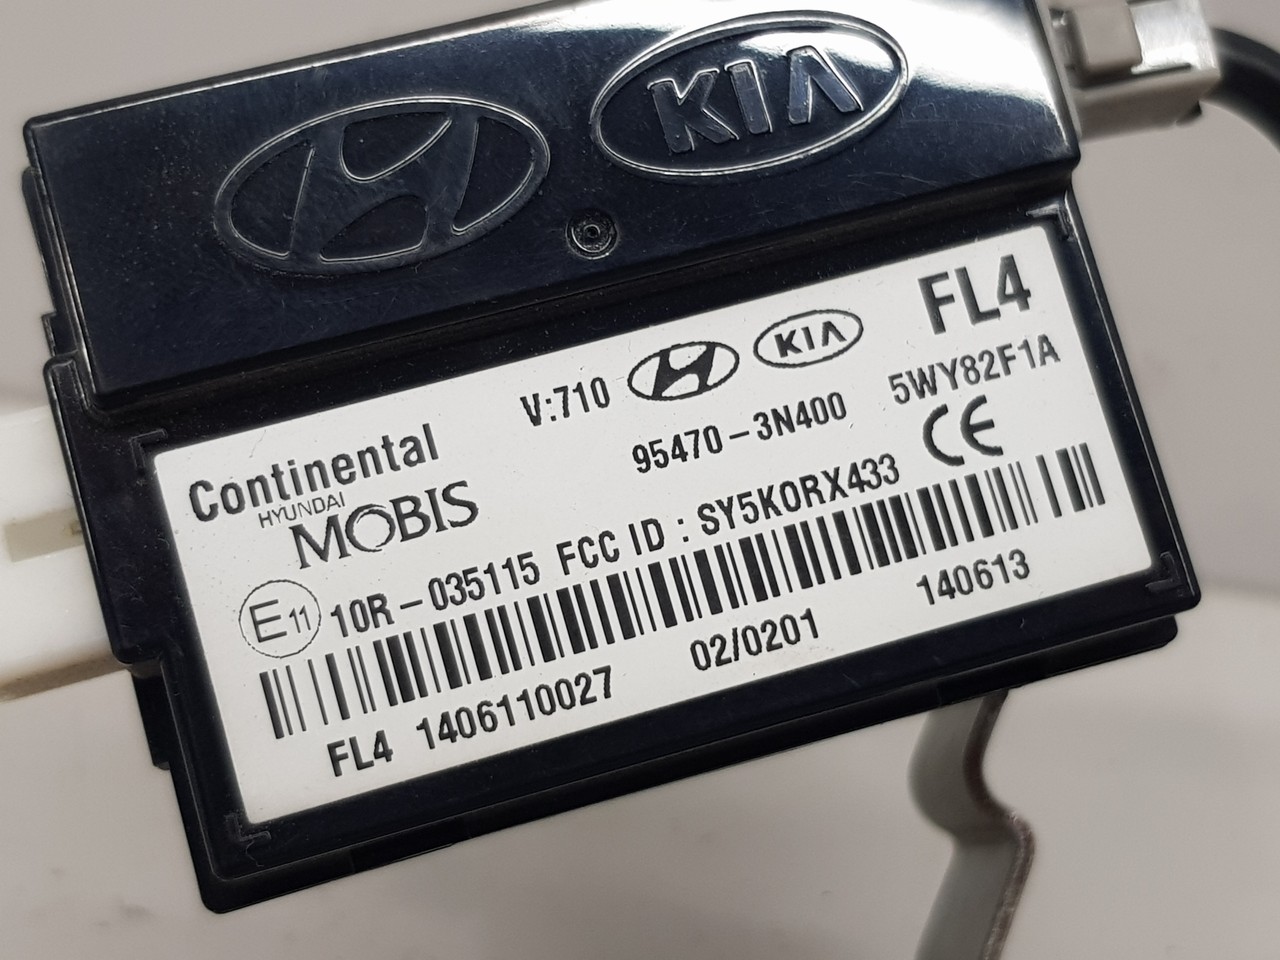 KIA
FL4
V:710
KIA
5WY82F1A
Continental
95470-3N400
CE
HYUNDAI
MOBIS
E11 10R-035115 FCC ID : SY5KORX433
FL4 1406110027 02/0201 140613